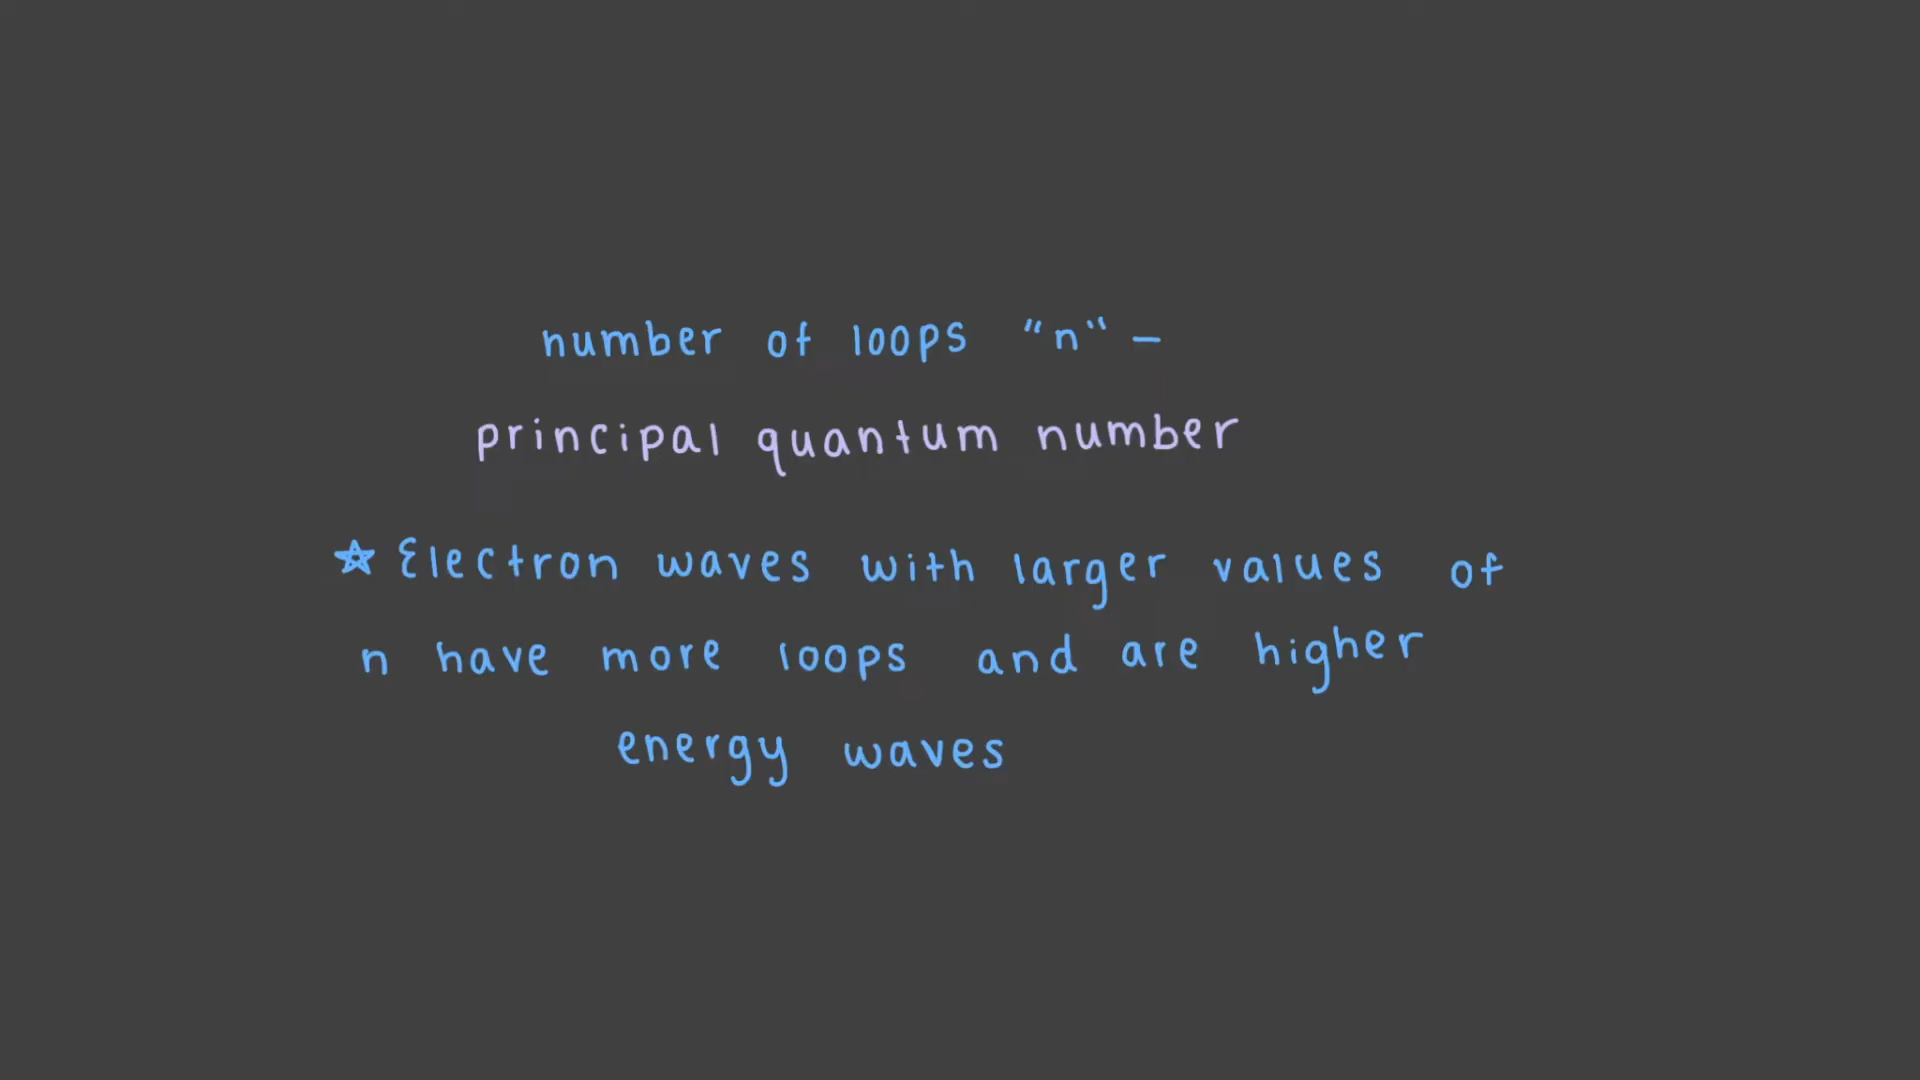 number of loops "n" –
principal quantum number
☆ Electron waves with larger values of
n have more loops and are higher
energy waves